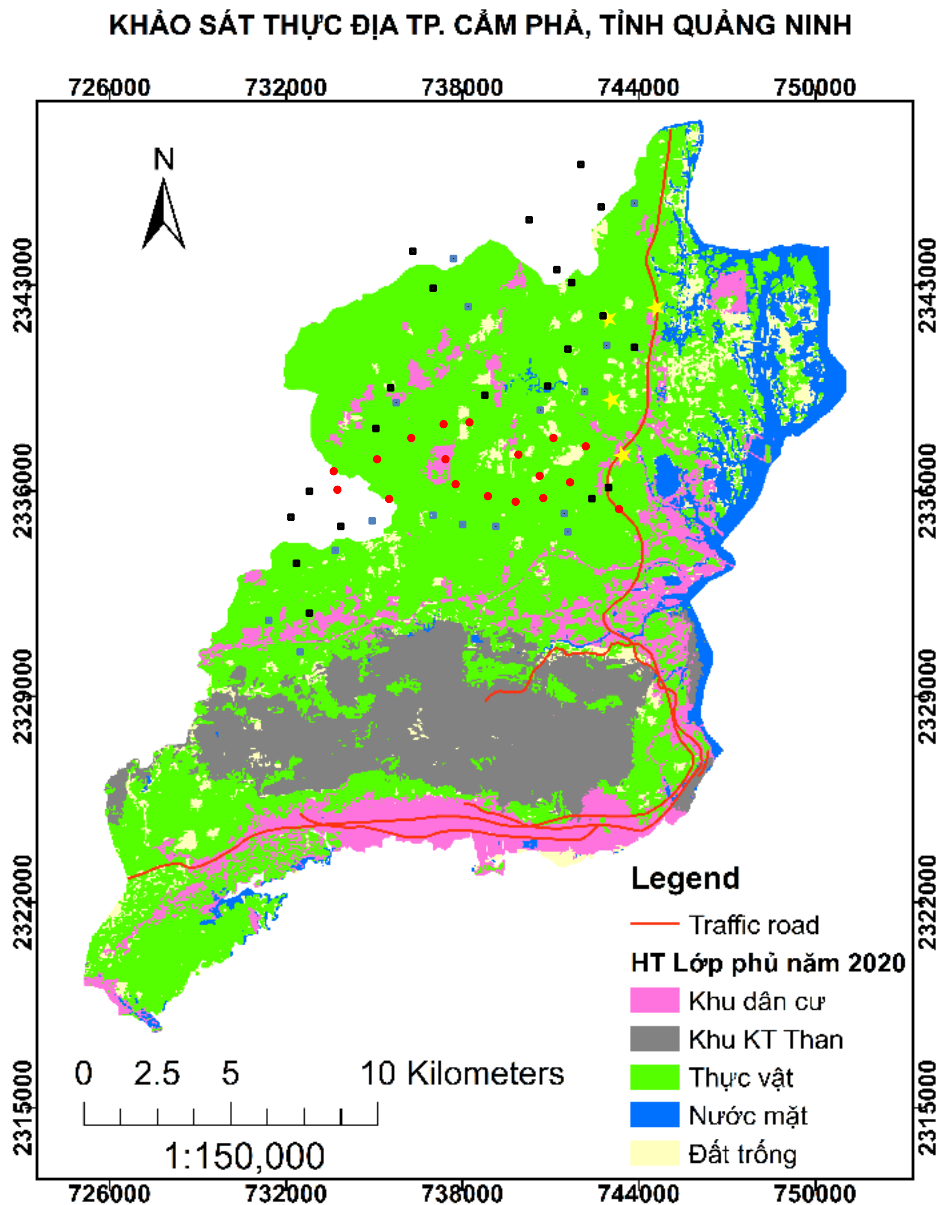 KHẢO SÁT THỰC ĐỊA TP. CẨM PHẢ, TỈNH QUẢNG NINH
726000 732000 738000 744000 750000
N
2343000
2343000
2336000
2336000
2329000
2329000
2322000
2322000
2315000
2315000
Legend
Traffic road
HT Lớp phủ năm 2020
Khu dân cư
Khu KT Than
Thực vật
Nước mặt
Đất trống
0 2.5 5 10 Kilometers
1:150,000
726000 732000 738000 744000 750000